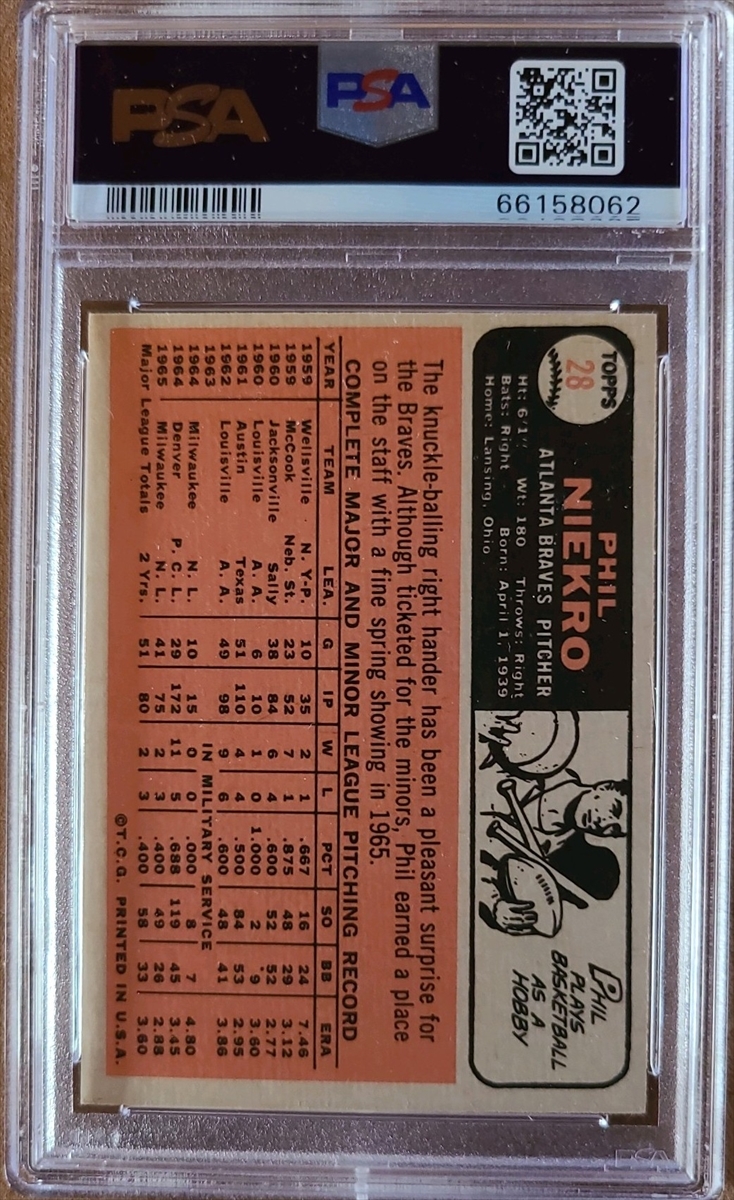 PSA
PSA
66158062
TOPPS
28
PHIL
NIEKRO
ATLANTA BRAVES PITCHER
Ht: 6'1" Wt: 180 Throws: Right
Bats: Right Born: April 1, 1939
Home: Lansing, Ohio
PHIL
PLAYS
BASKETBALL
AS A
HOBBY
The knuckle-balling right hander has been a pleasant surprise for
the Braves. Although ticketed for the minors, Phil earned a place
on the staff with a fine spring showing in 1965.
COMPLETE MAJOR AND MINOR LEAGUE PITCHING RECORD
YEAR TEAM LEA. G IP W L PCT SO BB ERA
1959 Wellsville N. Y-P. 10 35 2 1 .667 16 24 7.46
1959 McCook Neb. St. 23 52 7 1 .875 48 29 3.12
1960 Jacksonville Sally 38 84 6 4 .600 52 52 2.77
1960 Louisville A. A. 6 10 1 0 1.000 2 9 3.60
1961 Austin Texas 51 110 4 4 .500 84 53 2.95
1962 Louisville A. A. 49 98 9 6 .600 48 41 3.86
1963 IN MILITARY SERVICE
1964 Milwaukee N. L. 10 15 0 0 .000 8 7 4.80
1964 Denver P. C. L. 29 172 11 5 .688 119 45 3.45
1965 Milwaukee N. L. 41 75 2 3 .400 49 26 2.88
Major League Totals 2 Yrs. 51 80 2 3 .400 58 33 3.60
©T.C.G. PRINTED IN U.S.A.
PSA